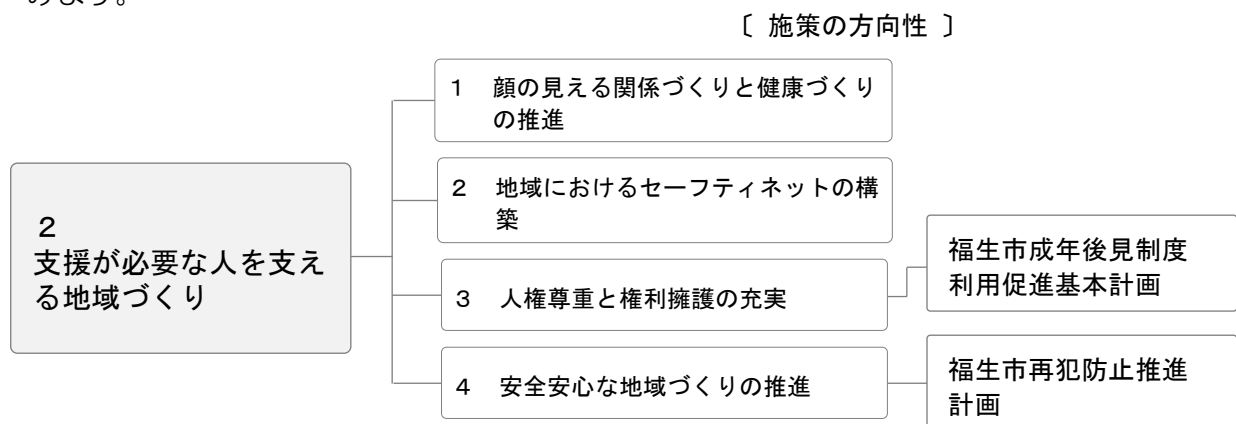 めます。
〔 施策の方向性 〕
1 顔の見える関係づくりと健康づくり
の推進
2 地域におけるセーフティネットの構
築
2
支援が必要な人を支え
る地域づくり
3 人権尊重と権利擁護の充実
福生市成年後見制度
利用促進基本計画
4 安全安心な地域づくりの推進
福生市再犯防止推進
計画